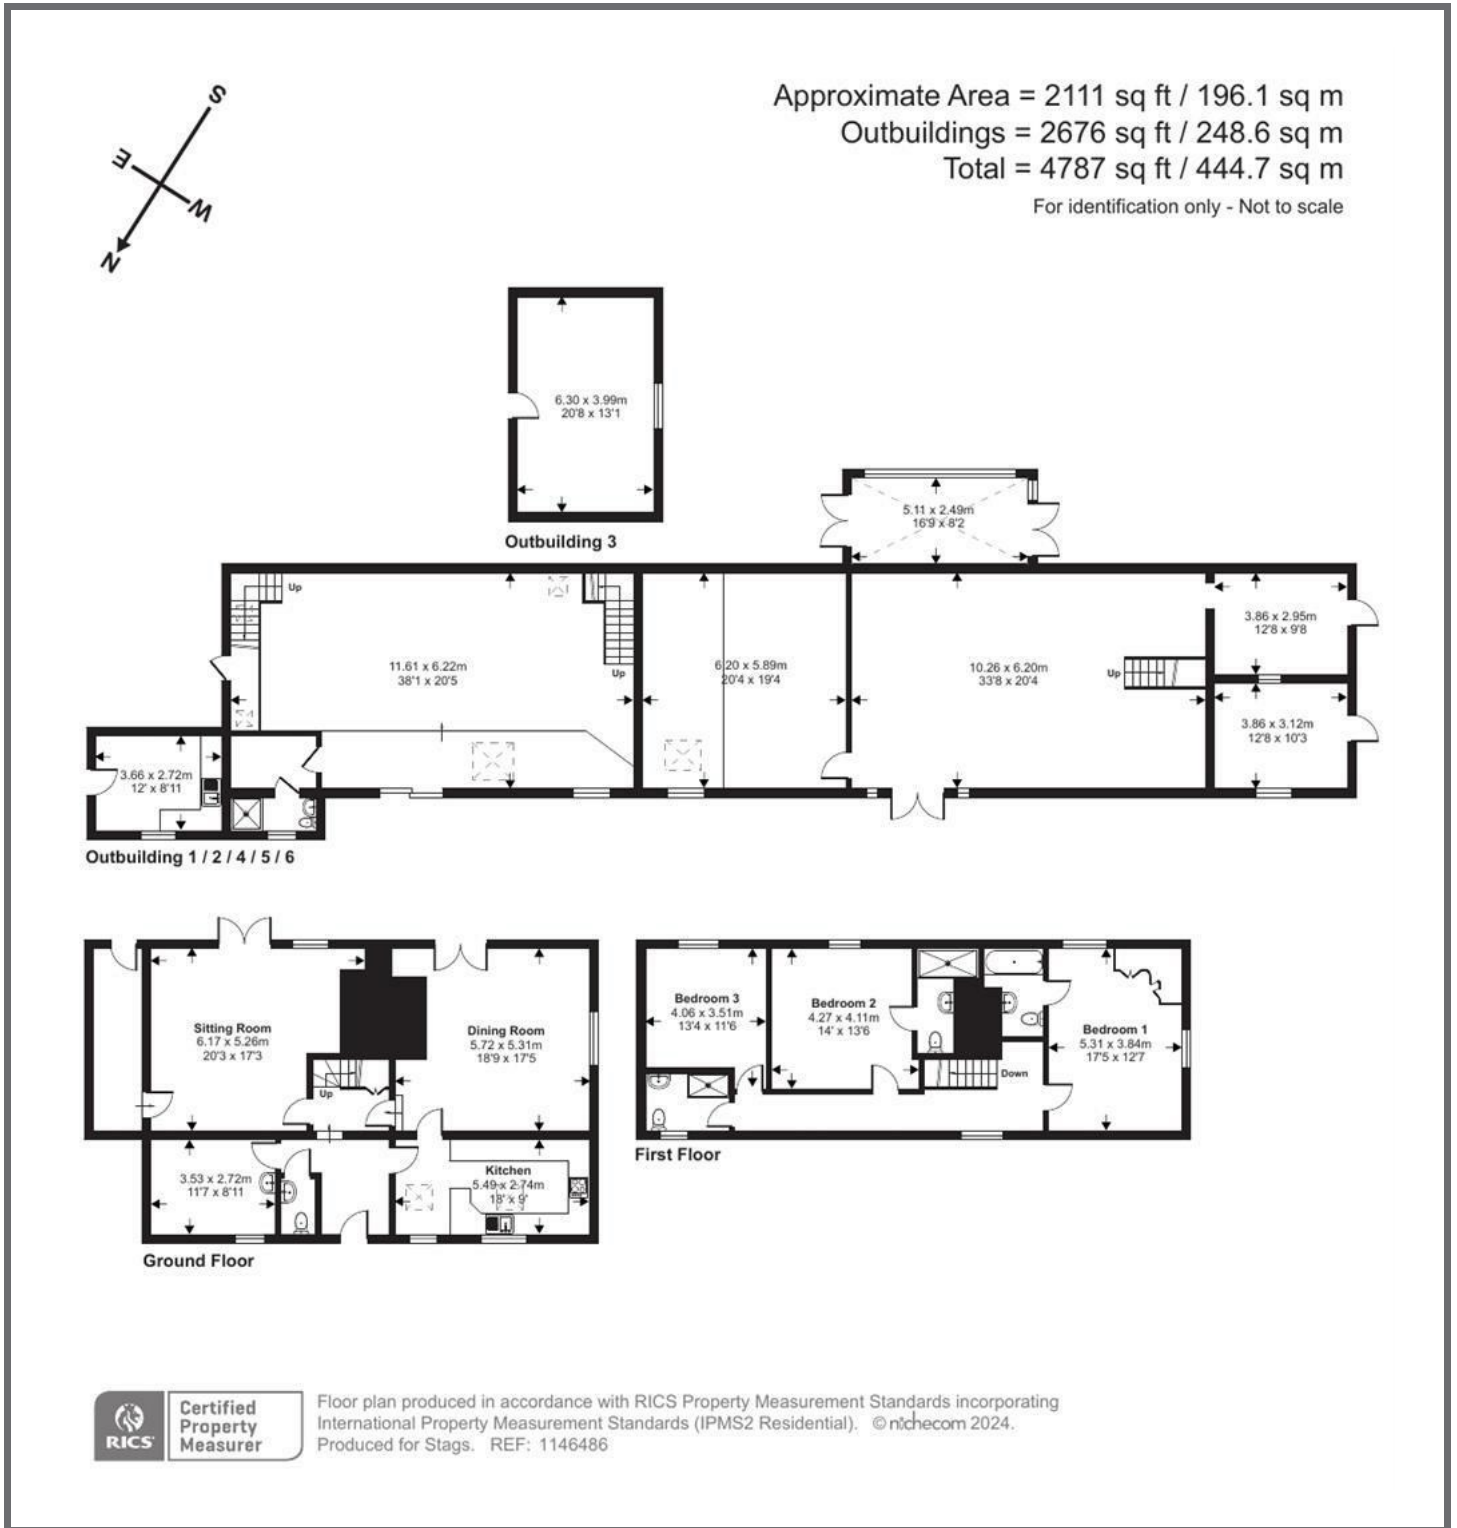 Approximate Area = 2111 sq ft / 196.1 sq m
Outbuildings = 2676 sq ft / 248.6 sq m
Total = 4787 sq ft / 444.7 sq m
For identification only - Not to scale
S
E
W
N
6.30 x 3.99m
20'8 x 13'1
Outbuilding 3
5.11 x 2.49m
16'9 x 8'2
Up
11.61 x 6.22m
38'1 x 20'5
Up
6.20 x 5.89m
20'4 x 19'4
10.26 x 6.20m
33'8 x 20'4
Up
3.86 x 2.95m
12'8 x 9'8
3.86 x 3.12m
12'8 x 10'3
3.66 x 2.72m
12' x 8'11
Outbuilding 1 / 2 / 4 / 5 / 6
Sitting Room
6.17 x 5.26m
20'3 x 17'3
Up
Dining Room
5.72 x 5.31m
18'9 x 17'5
3.53 x 2.72m
11'7 x 8'11
Kitchen
5.49 x 2.74m
18' x 9'
Ground Floor
Bedroom 3
4.06 x 3.51m
13'4 x 11'6
Bedroom 2
4.27 x 4.11m
14' x 13'6
Down
Bedroom 1
5.31 x 3.84m
17'5 x 12'7
First Floor
RICS
Certified
Property
Measurer
Floor plan produced in accordance with RICS Property Measurement Standards incorporating
International Property Measurement Standards (IPMS2 Residential). © nichecom 2024.
Produced for Stags. REF: 1146486